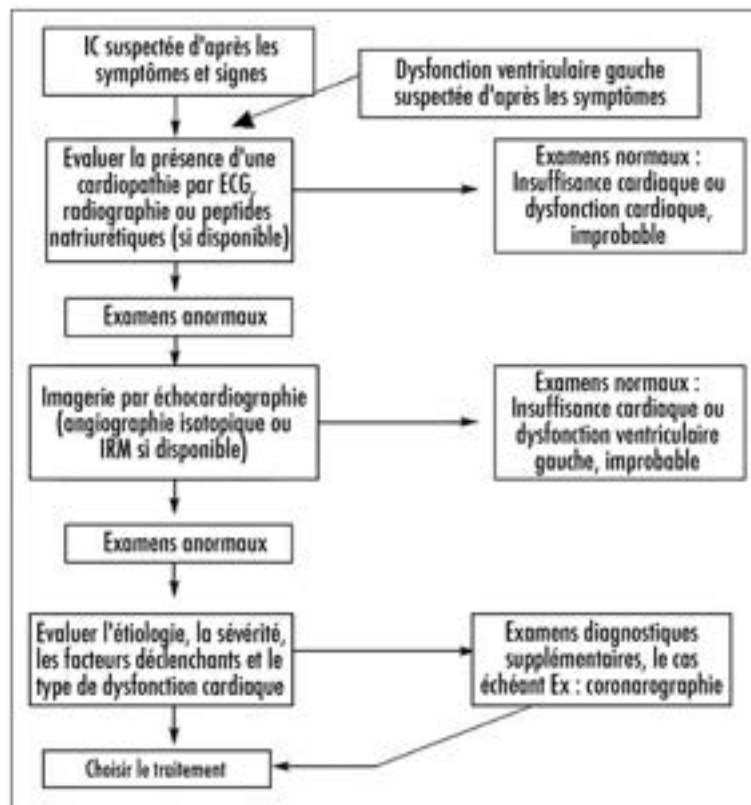 IC suspectée d'après les
symptômes et signes
Dysfonction ventriculaire gauche
suspectée d'après les symptômes
Evaluer la présence d'une
cardiopathie par ECG,
radiographie ou peptides
natriurétiques (si disponible)
Examens normaux :
Insuffisance cardiaque ou
dysfonction cardiaque,
improbable
Examens anormaux
Imagerie par échocardiographie
(angiographie isotopique ou
IRM si disponible)
Examens normaux :
Insuffisance cardiaque ou
dysfonction ventriculaire
gauche, improbable
Examens anormaux
Evaluer l'étiologie, la sévérité,
les facteurs déclenchants et le
type de dysfonction cardiaque
Examens diagnostiques
supplémentaires, le cas
échéant Ex : coronarographie
Choisir le traitement